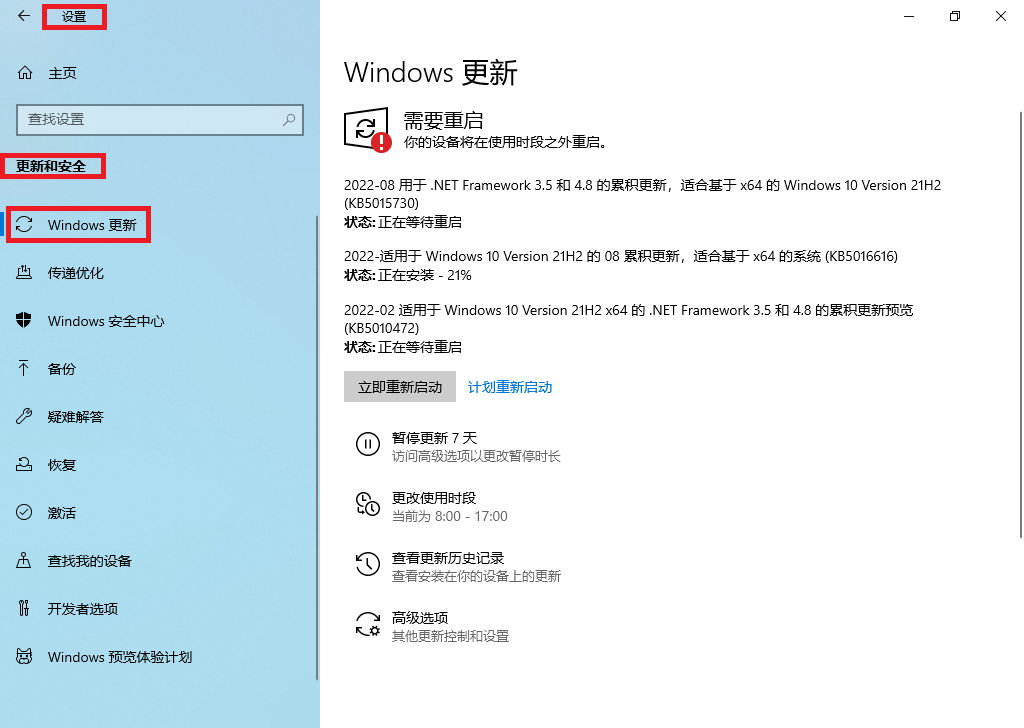 设置
主页
查找设置
更新和安全
Windows 更新
传递优化
Windows 安全中心
备份
疑难解答
恢复
激活
查找我的设备
开发者选项
Windows 预览体验计划
Windows 更新
需要重启
你的设备将在使用时段之外重启。
2022-08 用于 .NET Framework 3.5 和 4.8 的累积更新，适合基于 x64 的 Windows 10 Version 21H2
(KB5015730)
状态: 正在等待重启
2022-适用于 Windows 10 Version 21H2 的 08 累积更新，适合基于 x64 的系统 (KB5016616)
状态: 正在安装 - 21%
2022-02 适用于 Windows 10 Version 21H2 x64 的 .NET Framework 3.5 和 4.8 的累积更新预览
(KB5010472)
状态: 正在等待重启
立即重新启动 计划重新启动
暂停更新 7 天
访问高级选项以更改暂停时长
更改使用时段
当前为 8:00 - 17:00
查看更新历史记录
查看安装在你的设备上的更新
高级选项
其他更新控制和设置